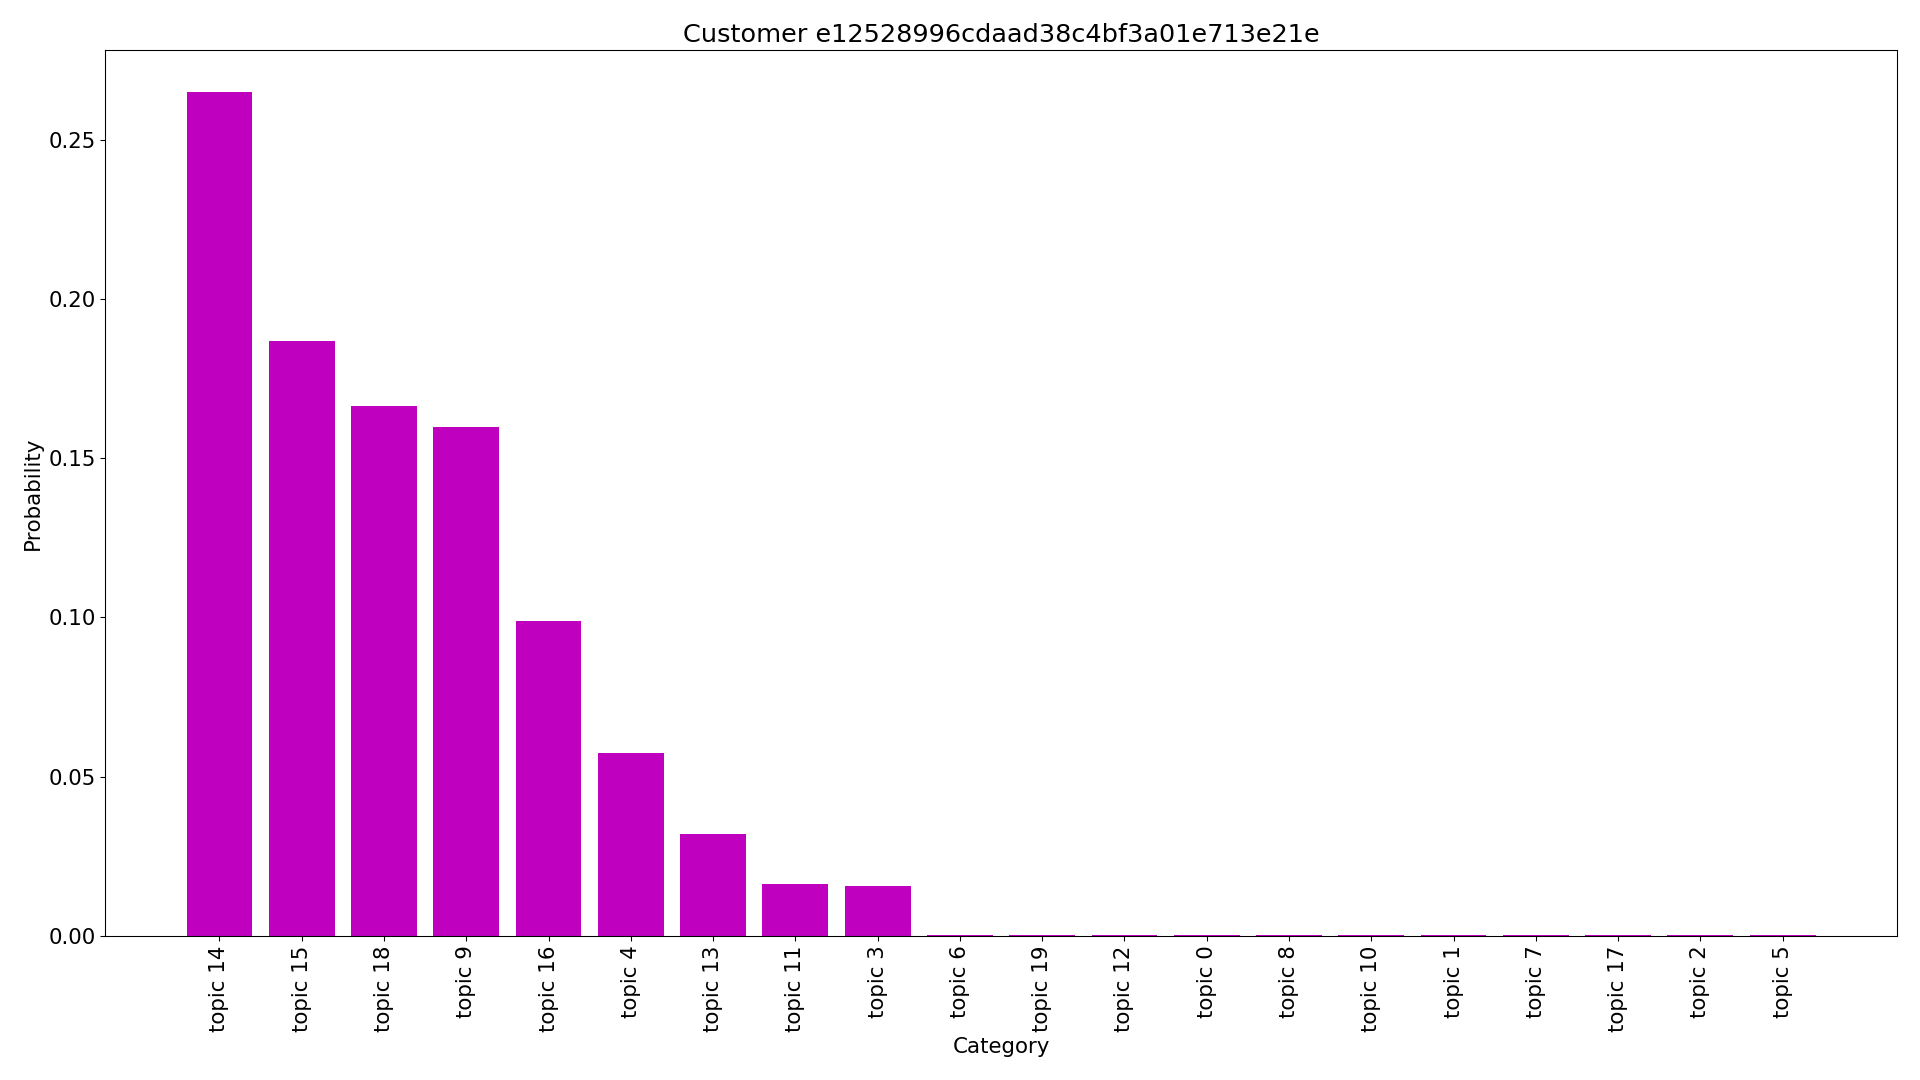 Customer e12528996cdaad38c4bf3a01e713e21e
Probability
0.25
0.20
0.15
0.10
0.05
0.00
topic 14
topic 15
topic 18
topic 9
topic 16
topic 4
topic 13
topic 11
topic 3
topic 6
topic 19
topic 12
topic 0
topic 8
topic 10
topic 1
topic 7
topic 17
topic 2
topic 5
Category